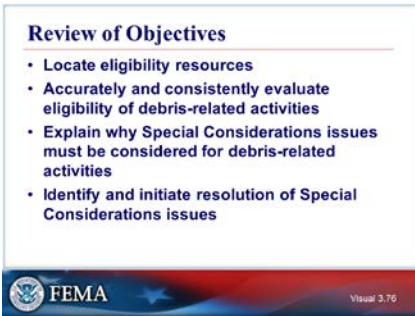 Review of Objectives
• Locate eligibility resources
• Accurately and consistently evaluate
eligibility of debris-related activities
• Explain why Special Considerations issues
must be considered for debris-related
activities
• Identify and initiate resolution of Special
Considerations issues
FEMA
Visual 3.76